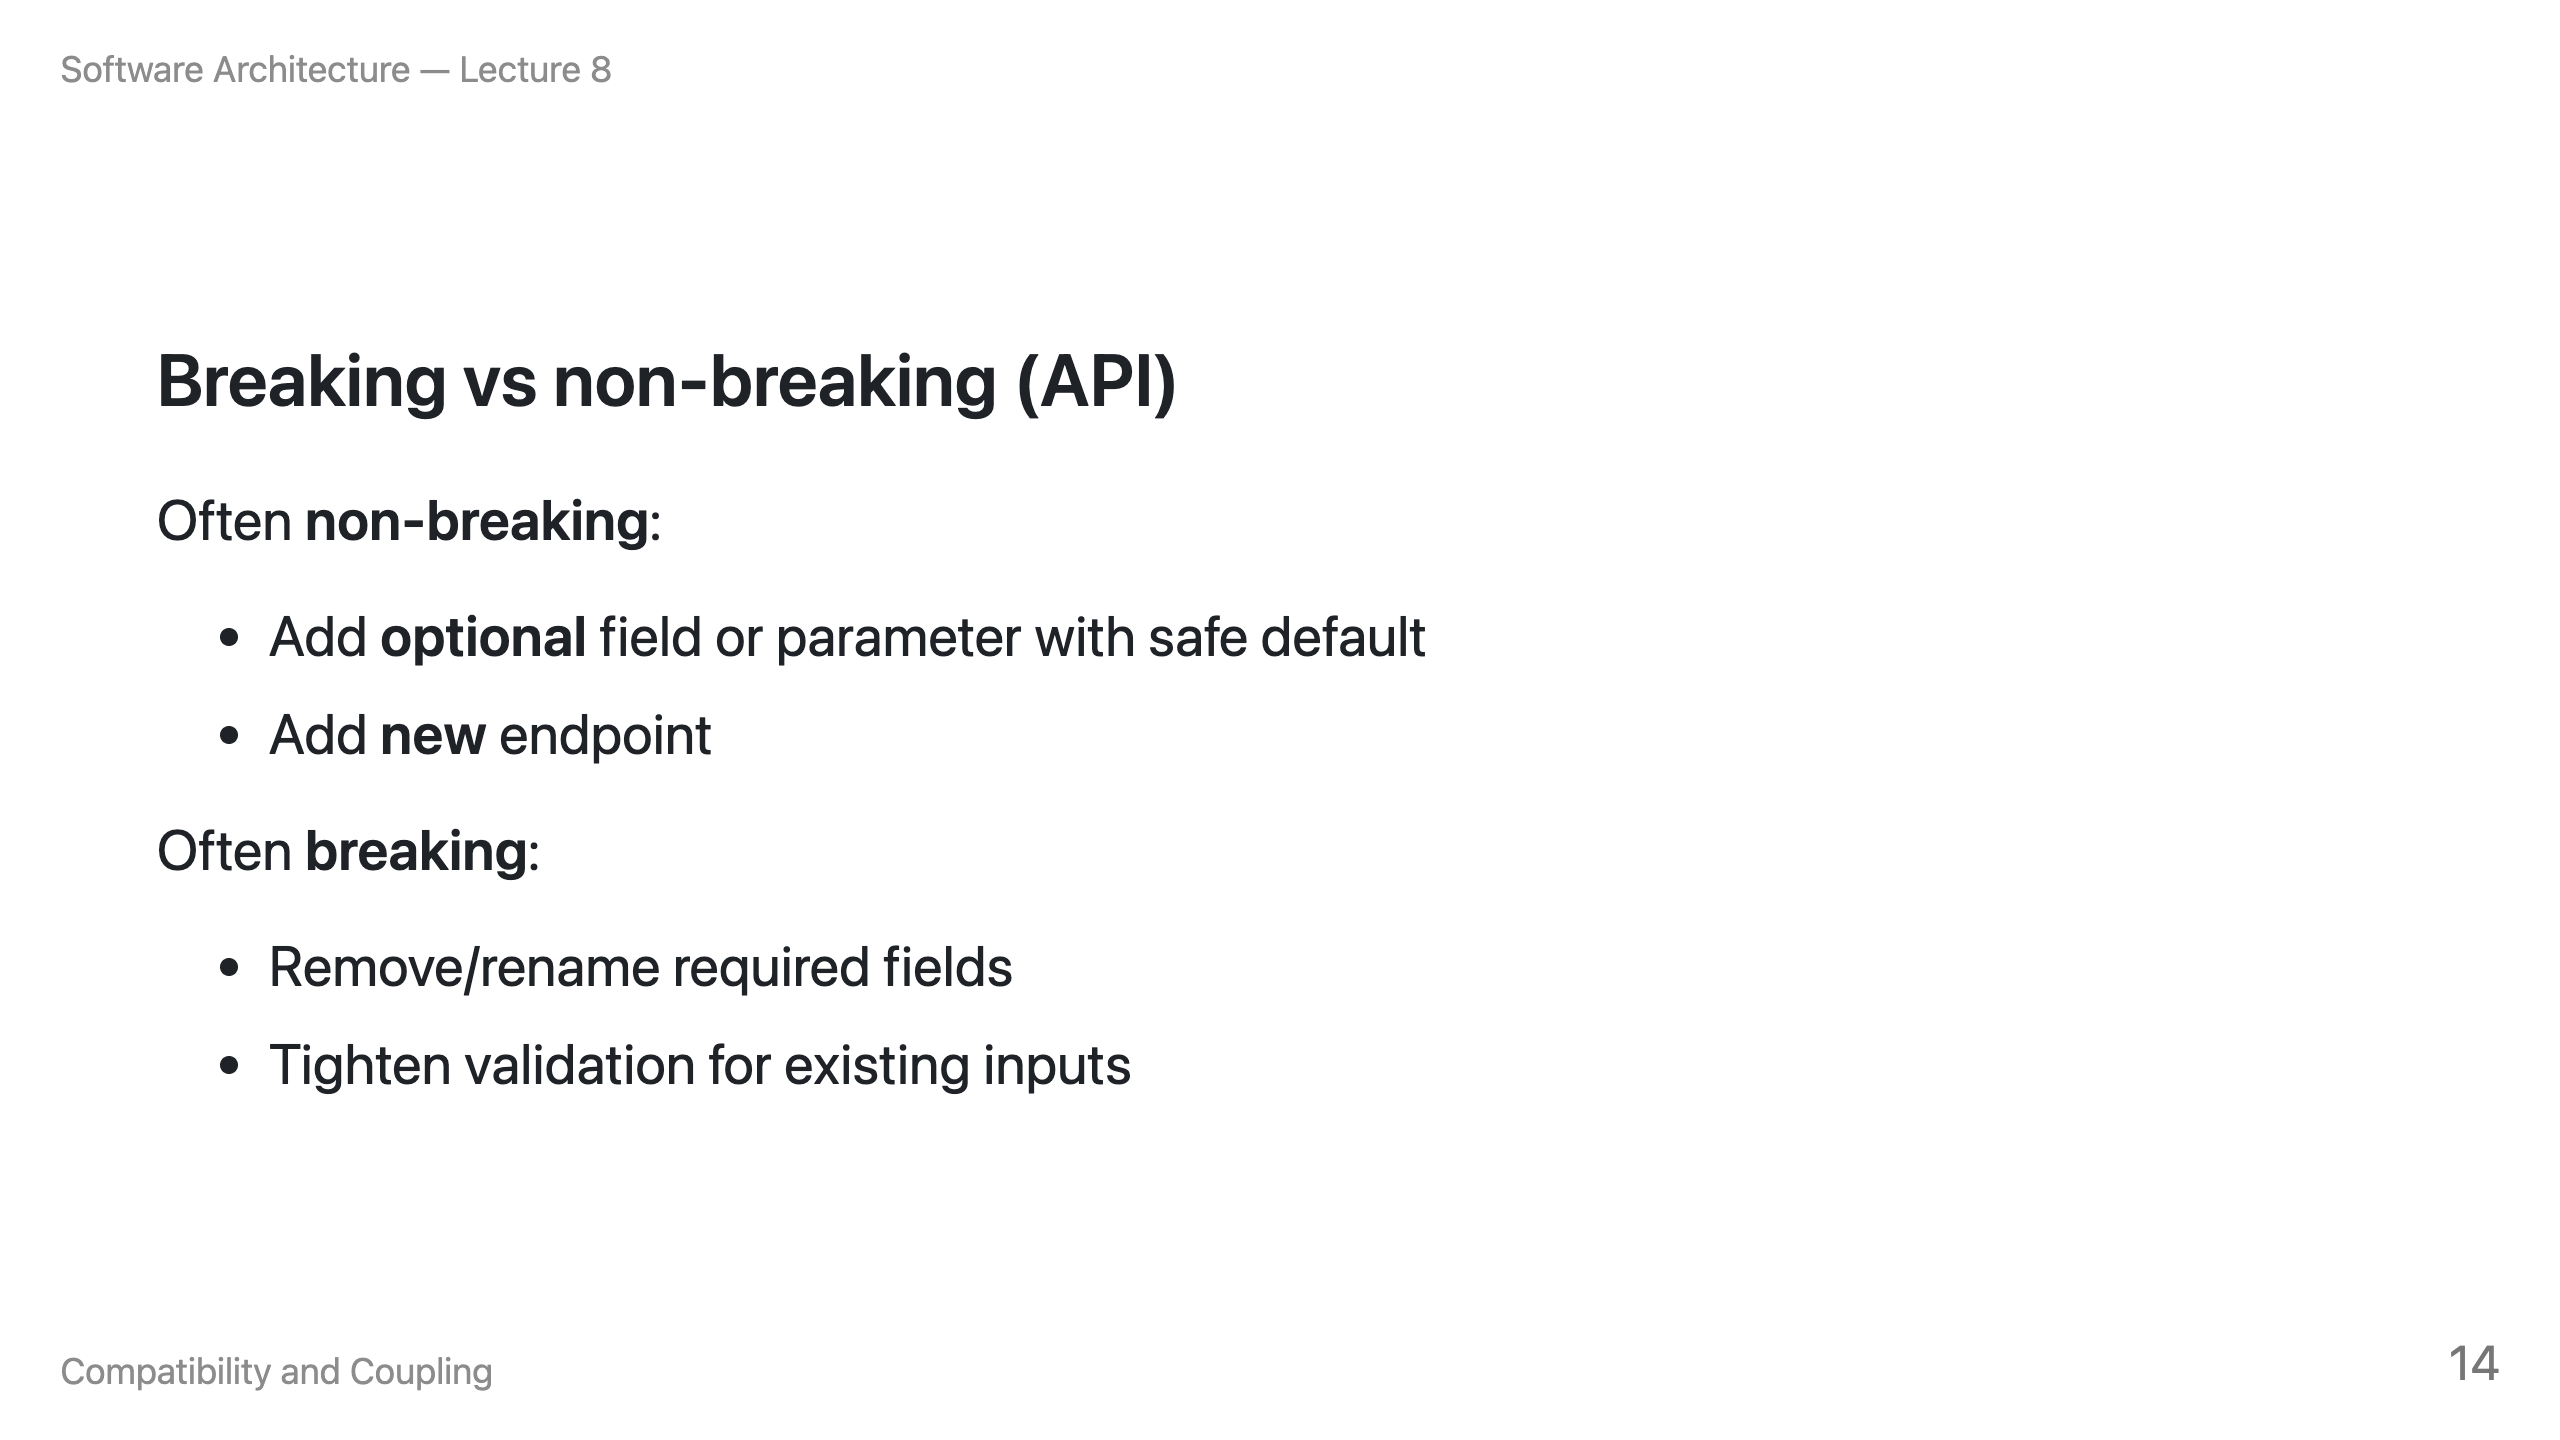 Software Architecture — Lecture 8
Breaking vs non-breaking (API)
Often non-breaking:
• Add optional field or parameter with safe default
• Add new endpoint
Often breaking:
• Remove/rename required fields
• Tighten validation for existing inputs
Compatibility and Coupling
14